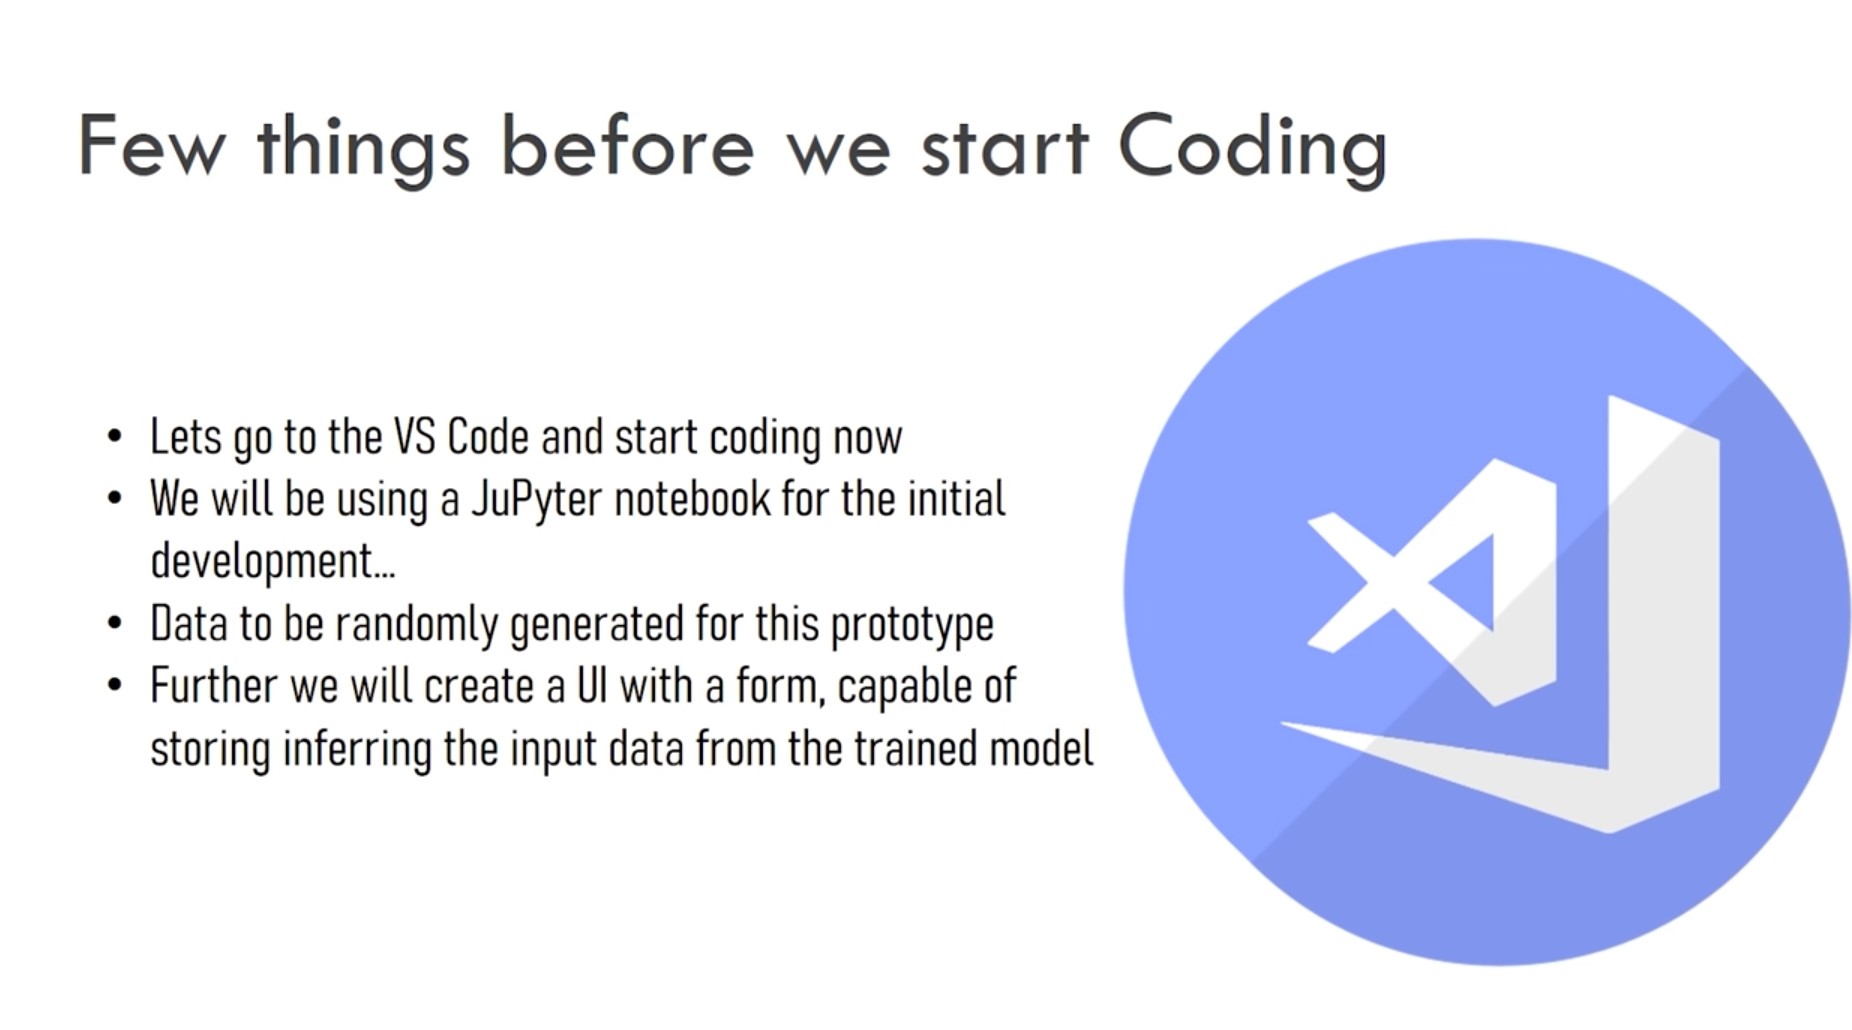 Few things before we start Coding
• Lets go to the VS Code and start coding now
• We will be using a JuPyter notebook for the initial
development...
• Data to be randomly generated for this prototype
• Further we will create a UI with a form, capable of
storing inferring the input data from the trained model